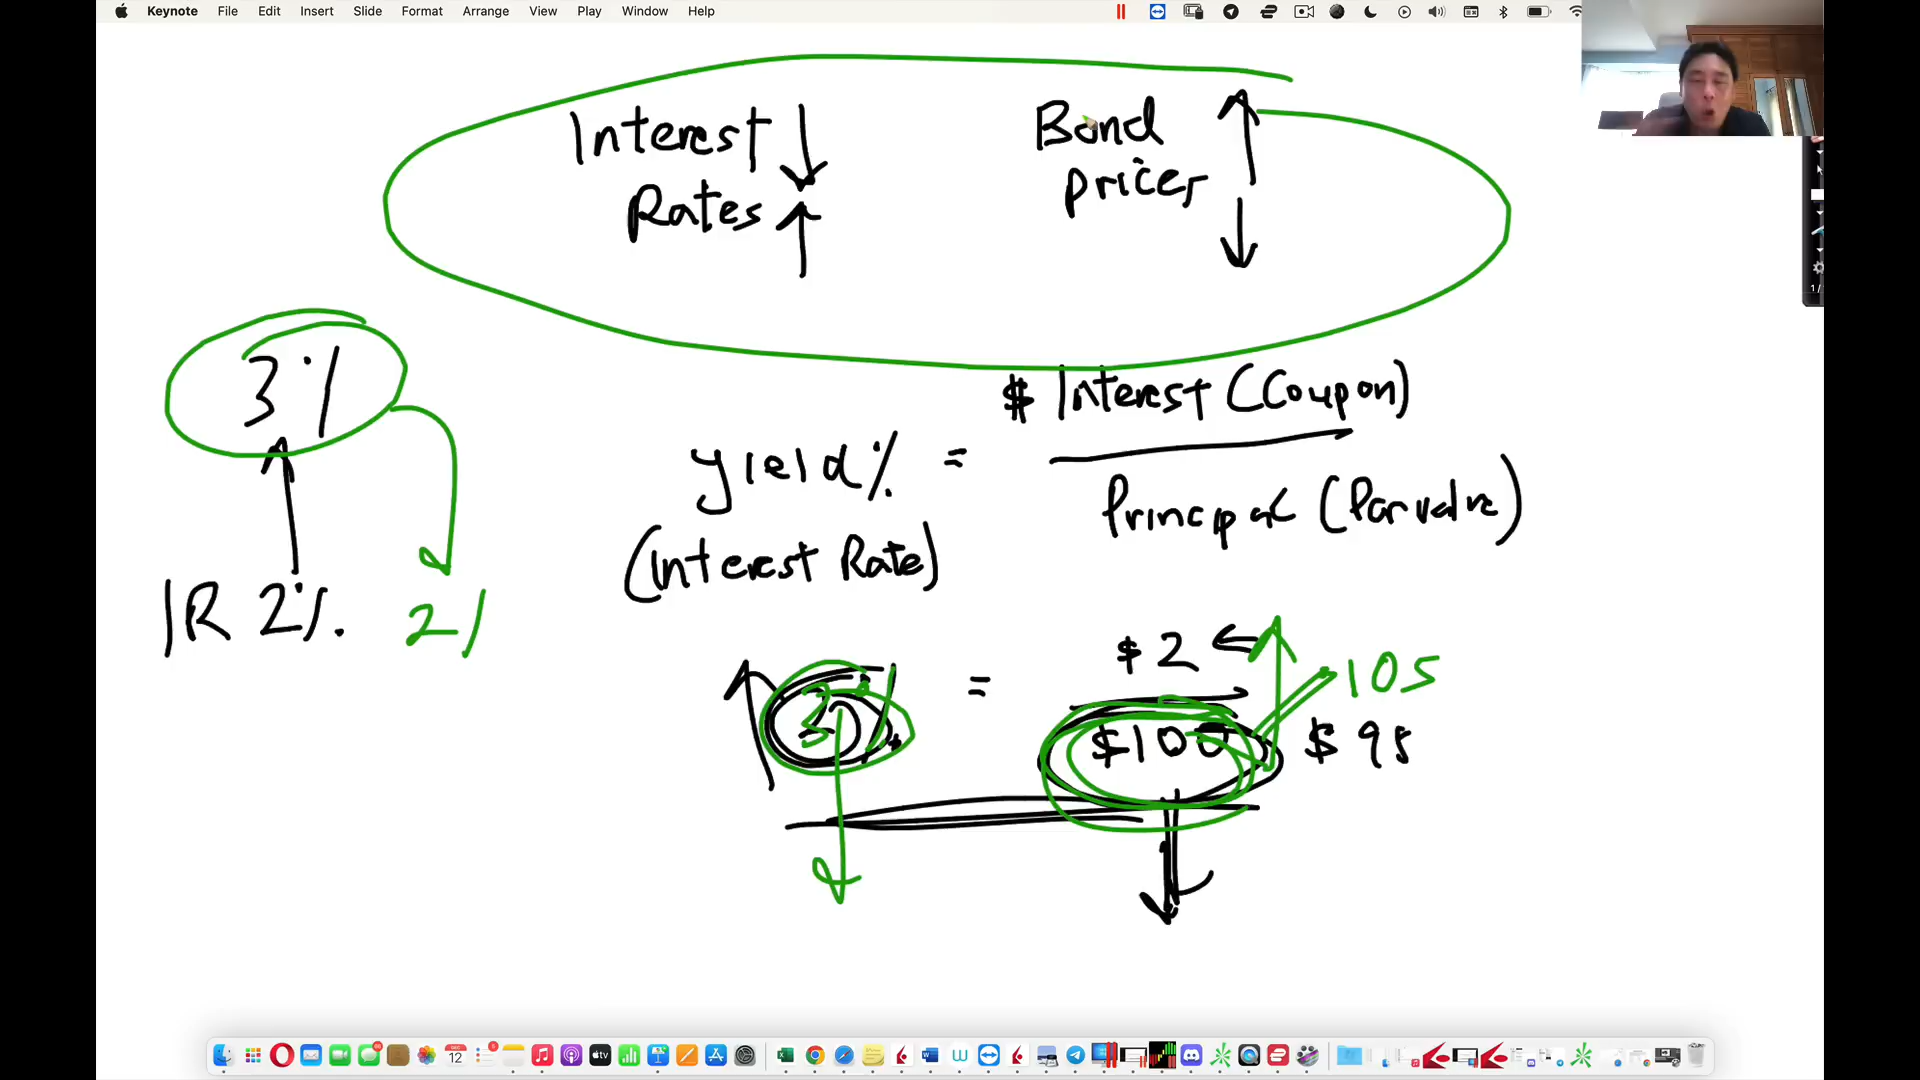 Keynote File Edit Insert Slide Format Arrange View Play Window Help
Interest
Rates
Bond
prices
3%
IR 2%.
2%
$ Interest (Coupon)
yield% =
Principal (Par value)
(Interest Rate)
$ 2
=
$100
105
$ 95
12